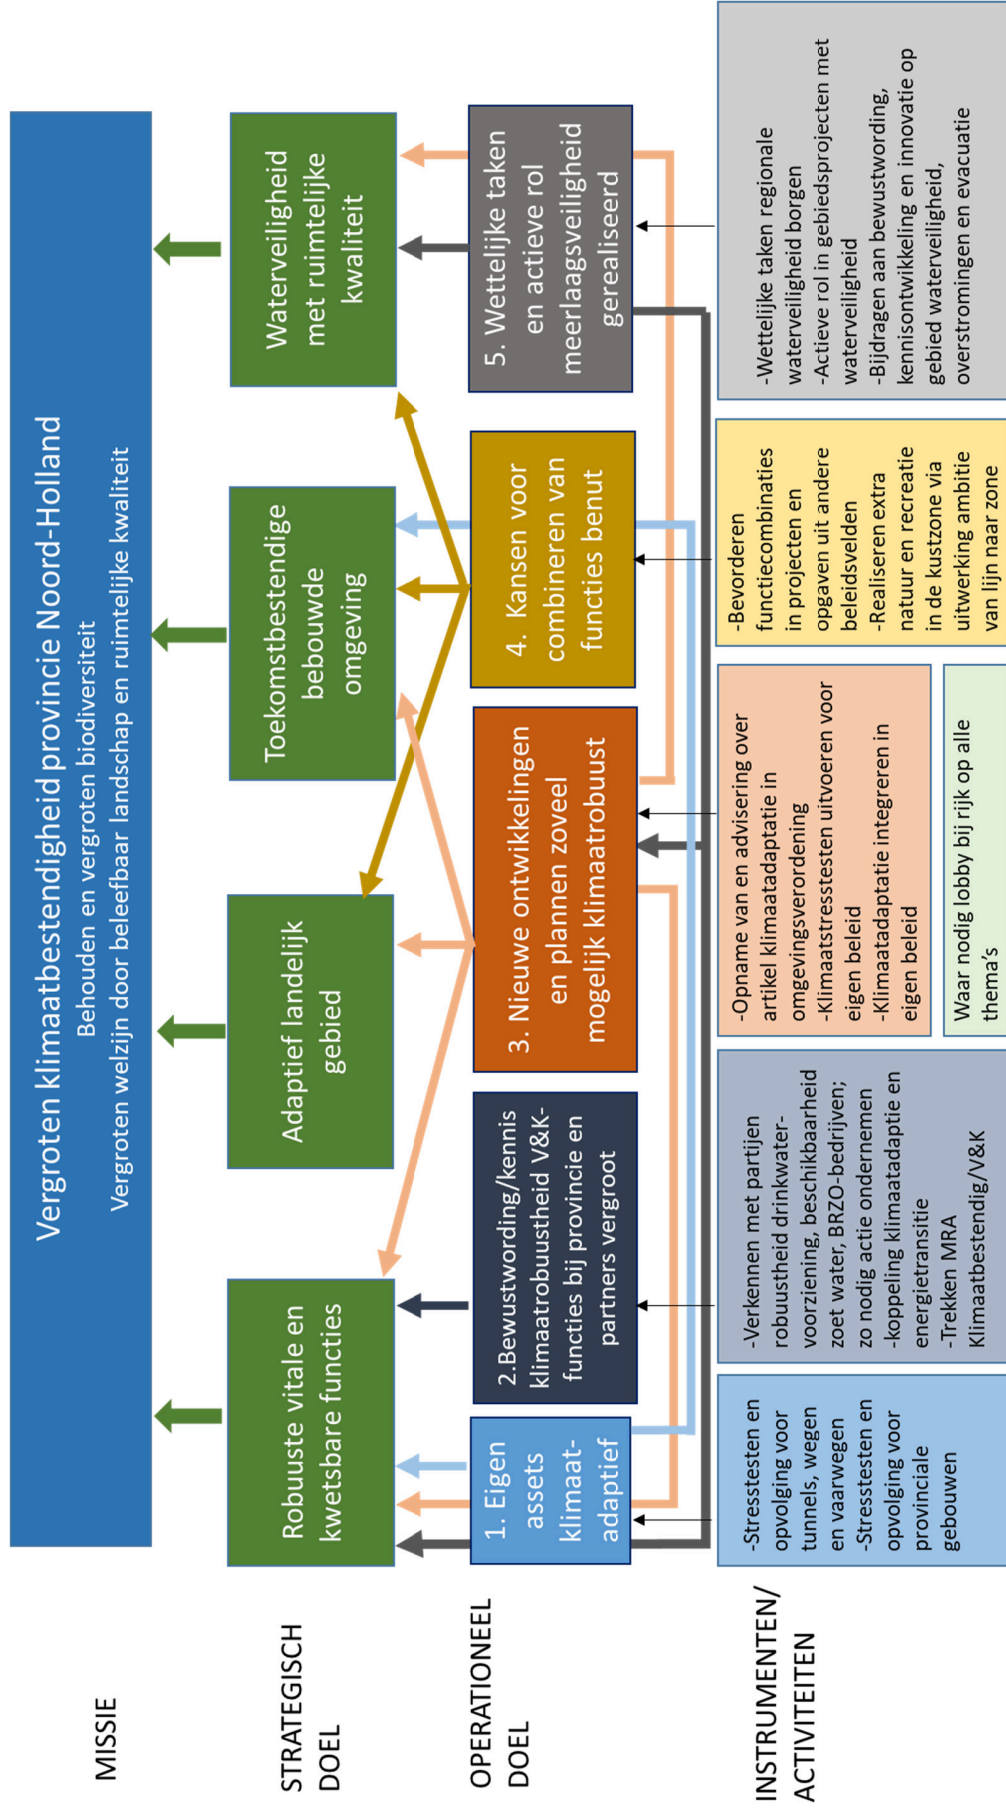 MISSIE
Vergroten klimaatbestendigheid provincie Noord-Holland
Behouden en vergroten biodiversiteit
Vergroten welzijn door beleefbaar landschap en ruimtelijke kwaliteit
STRATEGISCH
DOEL
Robuuste vitale en
kwetsbare functies
Adaptief landelijk
gebied
Toekomstbestendige
bebouwde
omgeving
Waterveiligheid
met ruimtelijke
kwaliteit
OPERATIONEEL
DOEL
1. Eigen
assets
klimaat-
adaptief
2.Bewustwording/kennis
klimaatrobuustheid V&K-
functies bij provincie en
partners vergroot
3. Nieuwe ontwikkelingen
en plannen zoveel
mogelijk klimaatrobuust
4. Kansen voor
combineren van
functies benut
5. Wettelijke taken
en actieve rol
meerlaagsveiligheid
gerealiseerd
INSTRUMENTEN/
ACTIVITEITEN
-Stresstesten en
opvolging voor
tunnels, wegen
en vaarwegen
-Stresstesten en
opvolging voor
provinciale
gebouwen
-Verkennen met partijen
robuustheid drinkwater-
voorziening, beschikbaarheid
zoet water, BRZO-bedrijven;
zo nodig actie ondernemen
-koppeling klimaatadaptie en
energietransitie
-Trekken MRA
Klimaatbestendig/V&K
-Opname van en advisering over
artikel klimaatadaptatie in
omgevingsverordening
-Klimaatstresstesten uitvoeren voor
eigen beleid
-Klimaatadaptatie integreren in
eigen beleid
Waar nodig lobby bij rijk op alle
thema's
-Bevorderen
functiecombinaties
in projecten en
opgaven uit andere
beleidsvelden
-Realiseren extra
natuur en recreatie
in de kustzone via
uitwerking ambitie
van lijn naar zone
-Wettelijke taken regionale
waterveiligheid borgen
-Actieve rol in gebiedsprojecten met
waterveiligheid
-Bijdragen aan bewustwording,
kennisontwikkeling en innovatie op
gebied waterveiligheid,
overstromingen en evacuatie